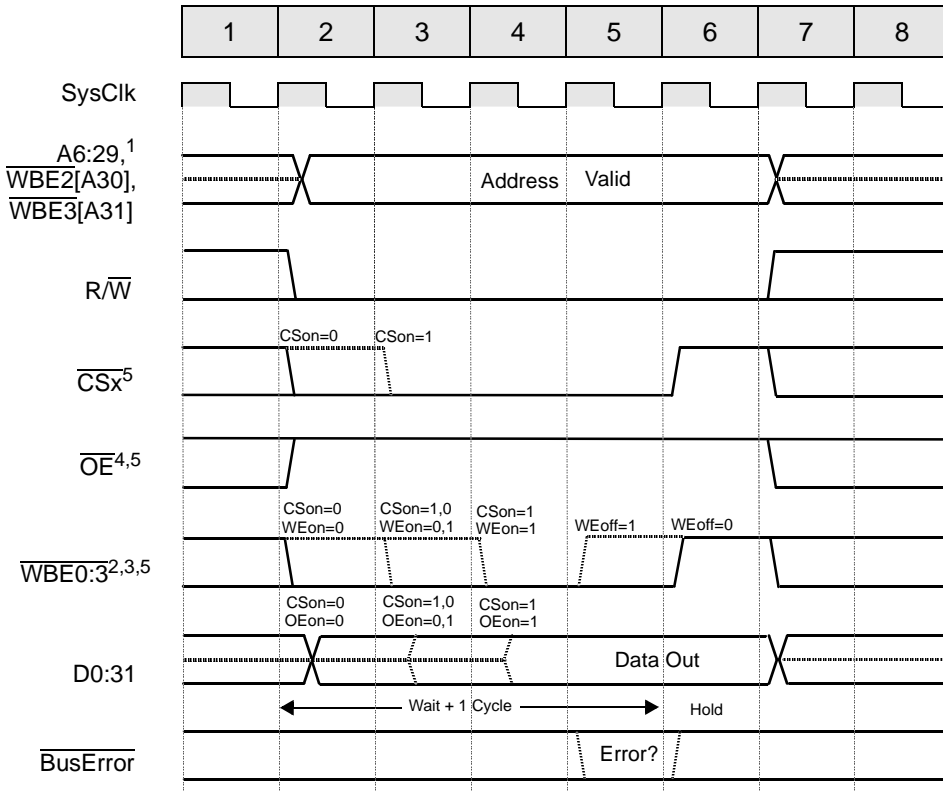 1 2 3 4 5 6 7 8
SysClk
A6:29,1
WBE2[A30],
WBE3[A31]
Address Valid
R/W
CSon=0 CSon=1
CSx5
OE4,5
CSon=0 CSon=1,0 CSon=1
WEon=0 WEon=0,1 WEon=1 WEoff=1 WEoff=0
WBE0:32,3,5
CSon=0 CSon=1,0 CSon=1
OEon=0 OEon=0,1 OEon=1
D0:31
Data Out
Wait + 1 Cycle
Hold
BusError
Error?